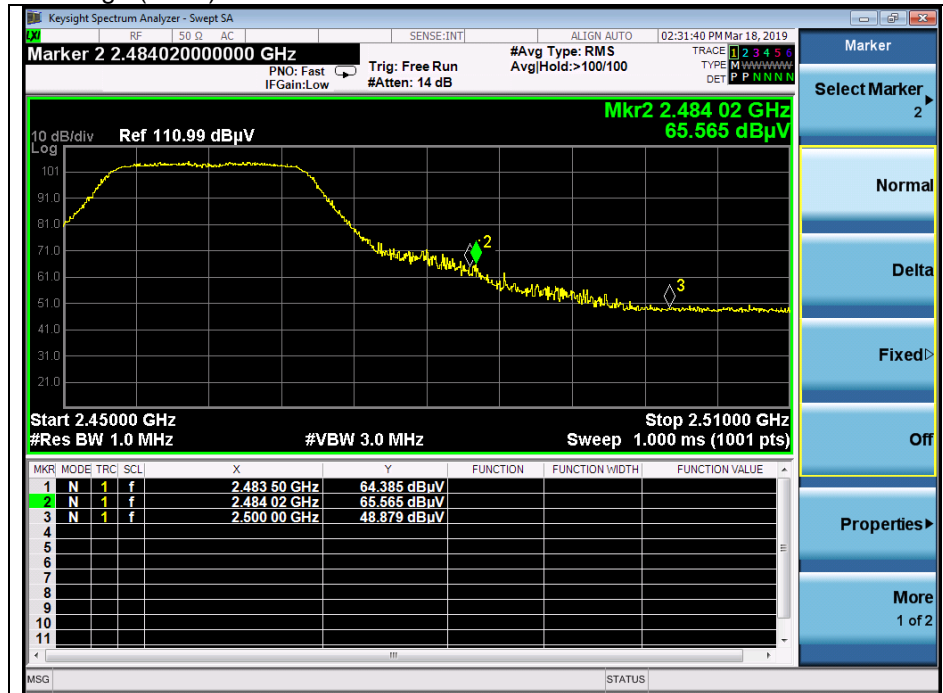 Keysight Spectrum Analyzer - Swept SA
LXI RF 50 Ω AC SENSE:INT ALIGN AUTO 02:31:40 PM Mar 18, 2019
Marker 2 2.484020000000 GHz
PNO: Fast
IFGain:Low
Trig: Free Run
#Atten: 14 dB
#Avg Type: RMS
Avg|Hold:>100/100
TRACE 1 2 3 4 5 6
TYPE M W W W W W
DET P P N N N N
Mkr2 2.484 02 GHz
65.565 dBµV
10 dB/div Ref 110.99 dBµV
Log
101
91.0
81.0
71.0
61.0
51.0
41.0
31.0
21.0
2
3
Start 2.45000 GHz Stop 2.51000 GHz
#Res BW 1.0 MHz #VBW 3.0 MHz Sweep 1.000 ms (1001 pts)
MKR MODE TRC SCL X Y FUNCTION FUNCTION WIDTH FUNCTION VALUE
1 N 1 f 2.483 50 GHz 64.385 dBµV
2 N 1 f 2.484 02 GHz 65.565 dBµV
3 N 1 f 2.500 00 GHz 48.879 dBµV
4
5
6
7
8
9
10
11
MSG STATUS
Marker
Select Marker
2
Normal
Delta
Fixed
Off
Properties
More
1 of 2